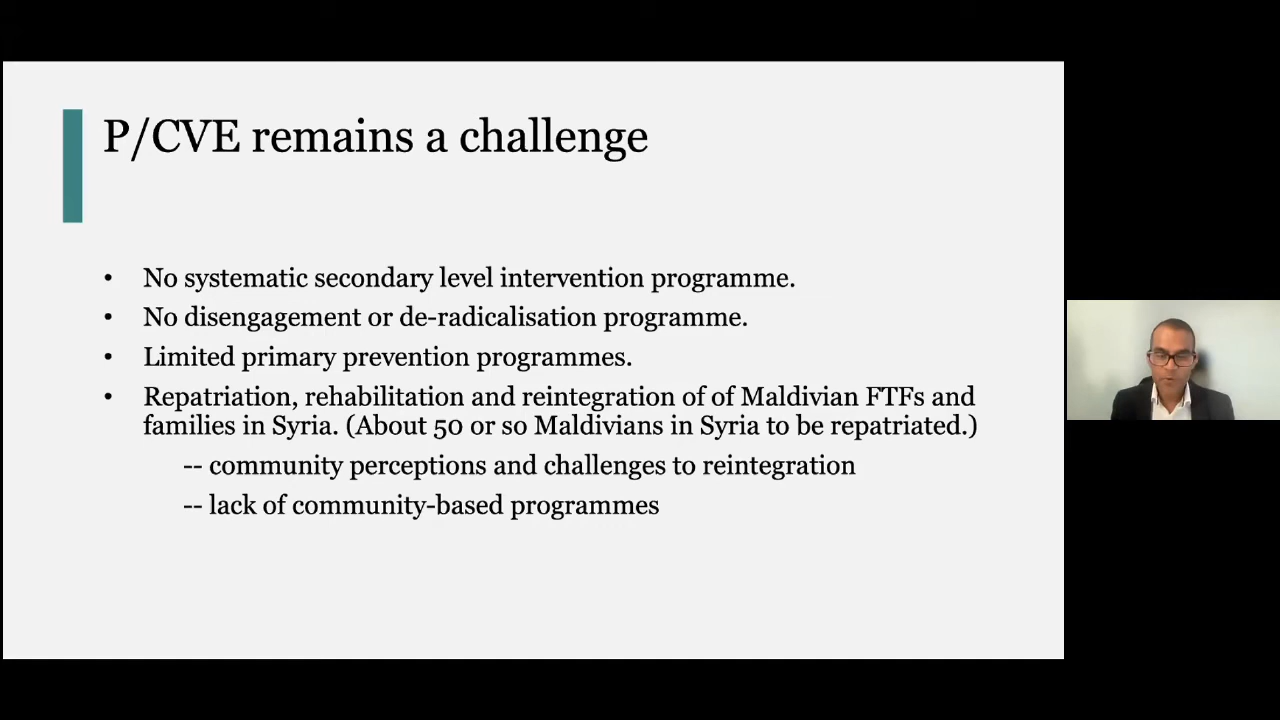 P/CVE remains a challenge
• No systematic secondary level intervention programme.
• No disengagement or de-radicalisation programme.
• Limited primary prevention programmes.
• Repatriation, rehabilitation and reintegration of of Maldivian FTFs and
families in Syria. (About 50 or so Maldivians in Syria to be repatriated.)
-- community perceptions and challenges to reintegration
-- lack of community-based programmes